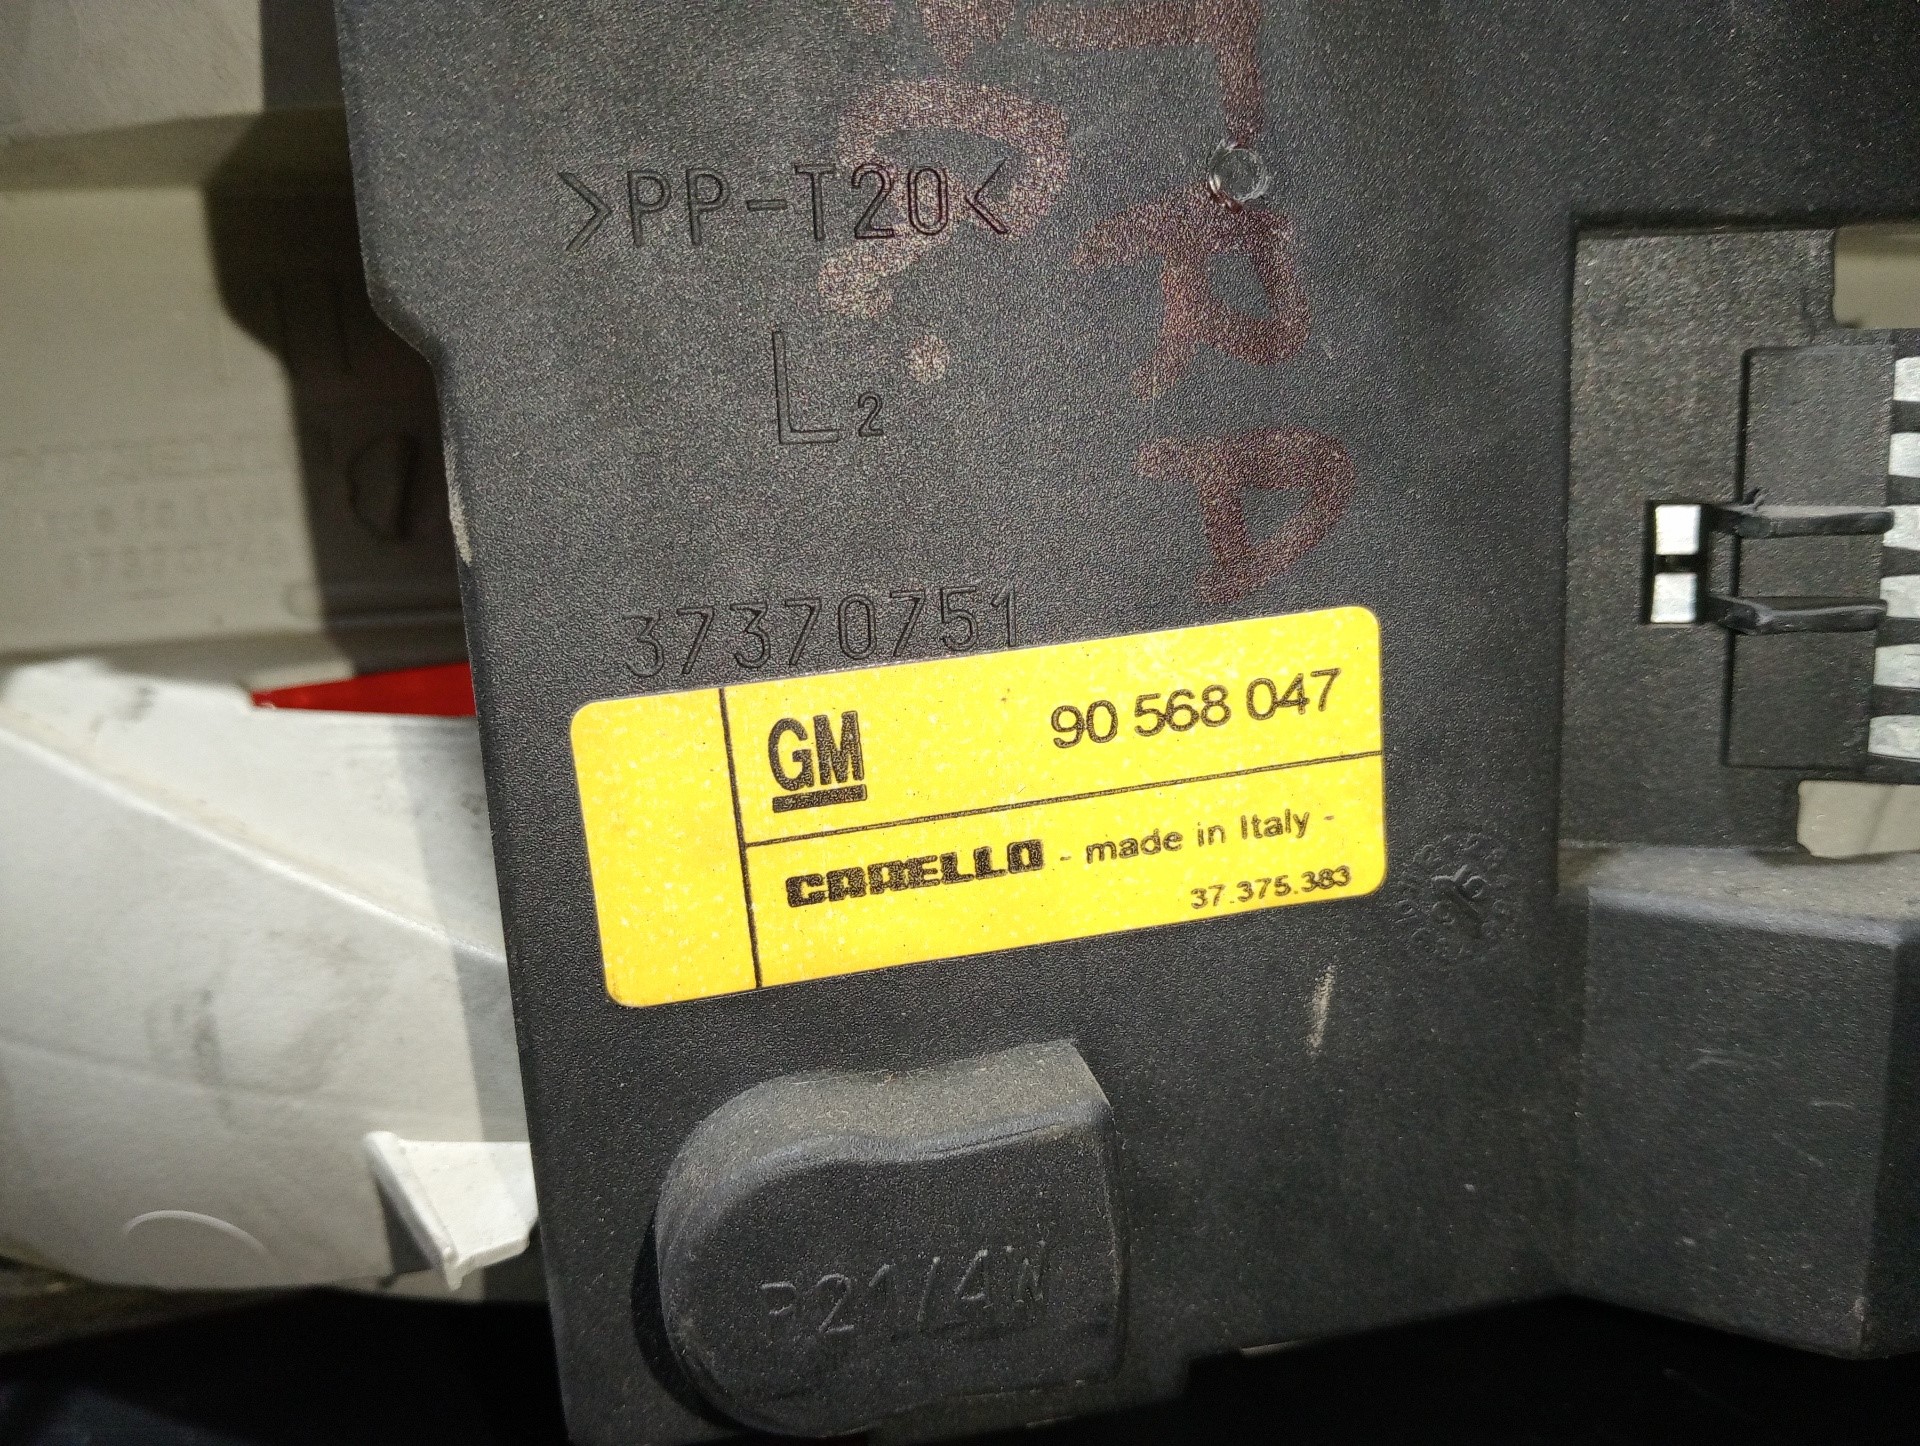 >PP-T20<
L2
37370751
GM 90 568 047
CARELLO - made in Italy -
37.375.383
P21/4W